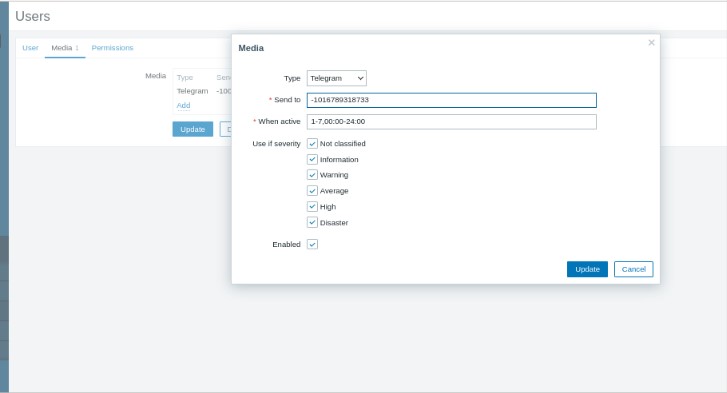 Users
User Media 1 Permissions
Media
Type
Telegram -100
Add
Update
Media
Type Telegram
* Send to -1016789318733
* When active 1-7,00:00-24:00
Use if severity Not classified
Information
Warning
Average
High
Disaster
Enabled
Update Cancel